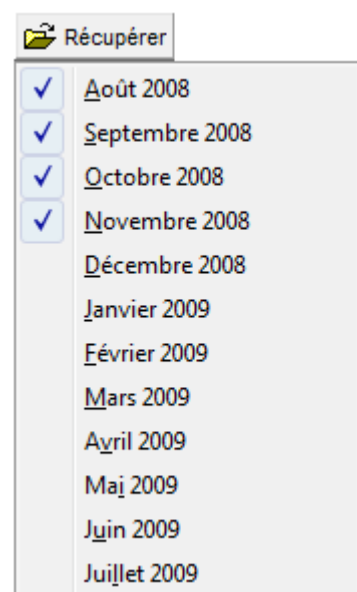 Récupérer
Août 2008
Septembre 2008
Octobre 2008
Novembre 2008
Décembre 2008
Janvier 2009
Février 2009
Mars 2009
Avril 2009
Mai 2009
Juin 2009
Juillet 2009